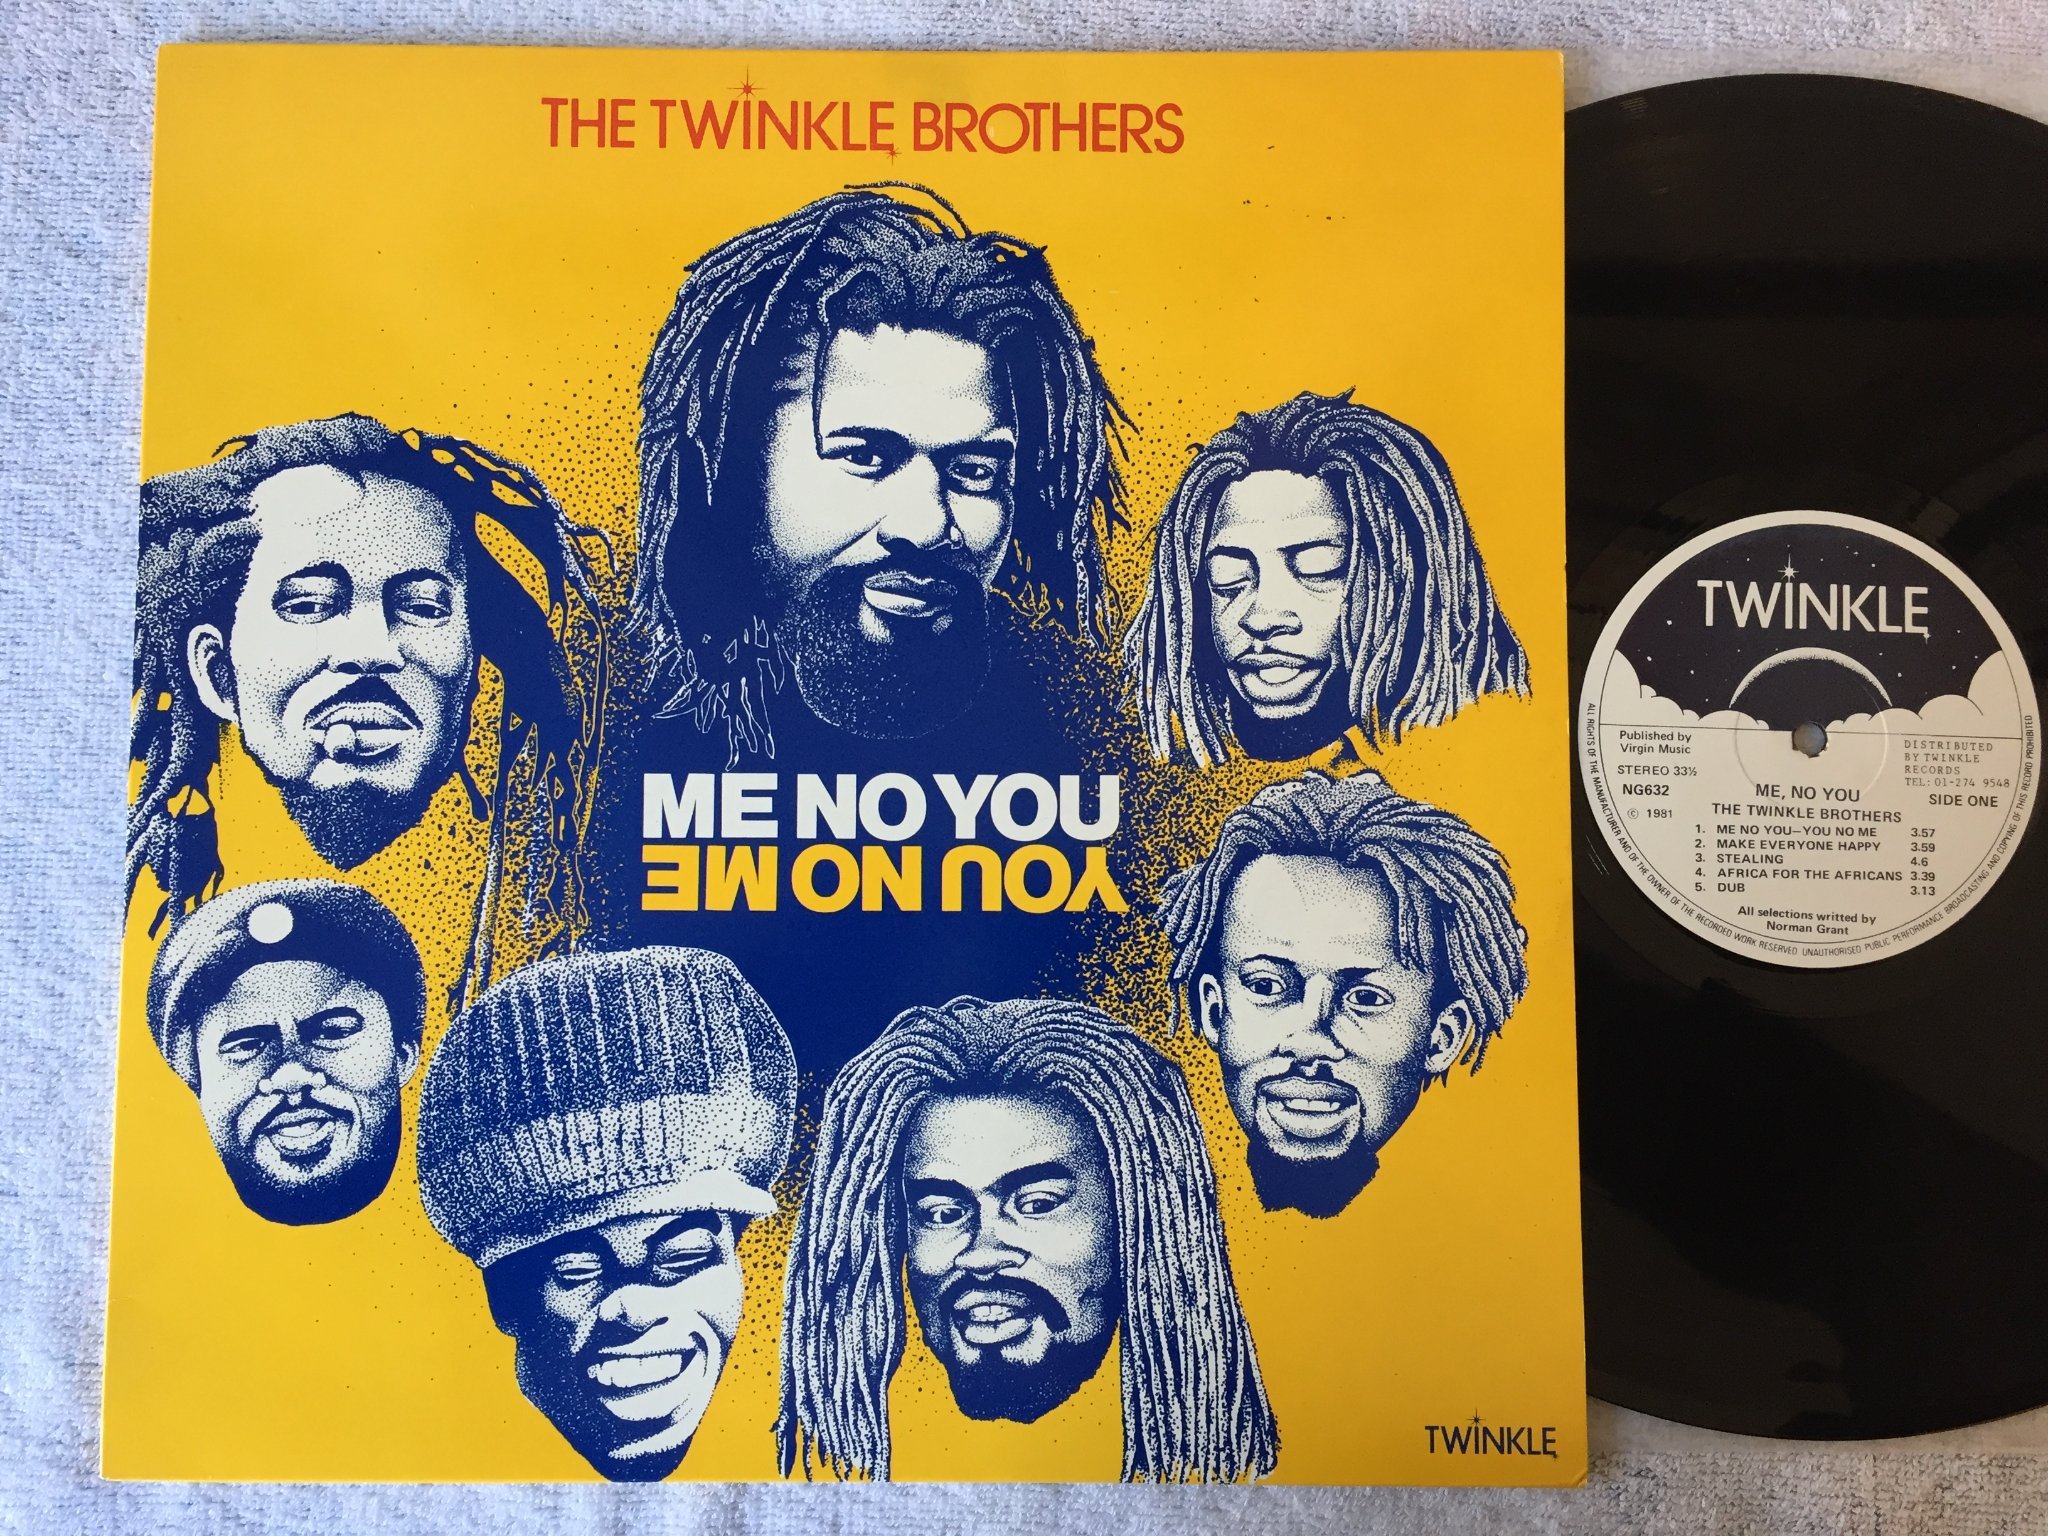 THE TWINKLE BROTHERS
ME NO YOU
YOU NO ME
TWINKLE
TWINKLE
Published by
Virgin Music
STEREO 33⅓
NG632
© 1981
DISTRIBUTED
BY TWINKLE
RECORDS
TEL: 01-274 9548
SIDE ONE
ME, NO YOU
THE TWINKLE BROTHERS
1. ME NO YOU—YOU NO ME 3.57
2. MAKE EVERYONE HAPPY 3.59
3. STEALING 4.6
4. AFRICA FOR THE AFRICANS 3.39
5. DUB 3.13
All selections writted by
Norman Grant
ALL RIGHTS OF THE MANUFACTURER AND OF THE OWNER OF THE RECORDED WORK RESERVED UNAUTHORISED PUBLIC PERFORMANCE BROADCASTING AND COPYING OF THIS RECORD PROHIBITED